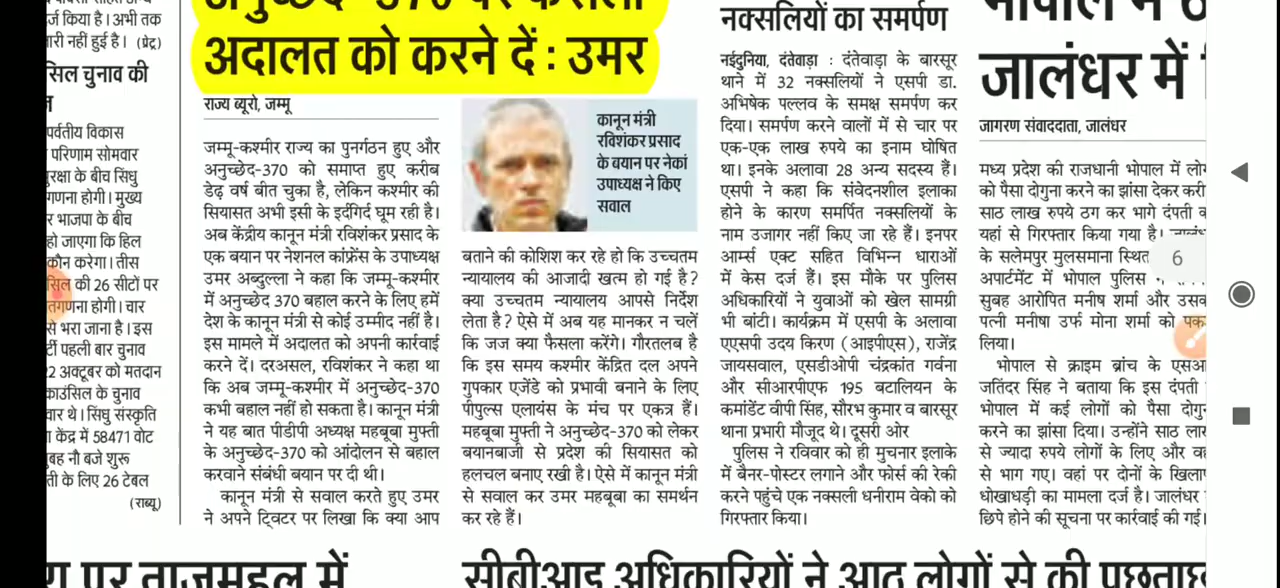 र्ज किया है। अभी तक
ारी नहीं हुई है। (प्रेट्र)
सिल चुनाव की
पर्वतीय विकास
परिणाम सोमवार
ुरक्षा के बीच सिंधु
गणना होगी। मुख्य
र भाजपा के बीच
हो जाएगा कि हिल
कौन करेगा। तीस
सिल की 26 सीटों पर
तगणना होगी। चार
से भरा जाना है। इस
र्टी पहली बार चुनाव
2 अक्टूबर को मतदान
काउंसिल के चुनाव
वार थे। सिंधु संस्कृति
केंद्र में 58471 वोट
ुबह नौ बजे शुरू
ती के लिए 26 टेबल
(राब्यू)
अनुच्छेद-370 पर फैसला
अदालत को करने दें : उमर
राज्य ब्यूरो, जम्मू
जम्मू-कश्मीर राज्य का पुनर्गठन हुए और
अनुच्छेद-370 को समाप्त हुए करीब
डेढ़ वर्ष बीत चुका है, लेकिन कश्मीर की
सियासत अभी इसी के इर्दगिर्द घूम रही है।
अब केंद्रीय कानून मंत्री रविशंकर प्रसाद के
एक बयान पर नेशनल कांफ्रेंस के उपाध्यक्ष
उमर अब्दुल्ला ने कहा कि जम्मू-कश्मीर
में अनुच्छेद 370 बहाल करने के लिए हमें
देश के कानून मंत्री से कोई उम्मीद नहीं है।
इस मामले में अदालत को अपनी कार्रवाई
करने दें। दरअसल, रविशंकर ने कहा था
कि अब जम्मू-कश्मीर में अनुच्छेद-370
कभी बहाल नहीं हो सकता है। कानून मंत्री
ने यह बात पीडीपी अध्यक्ष महबूबा मुफ्ती
के अनुच्छेद-370 को आंदोलन से बहाल
करवाने संबंधी बयान पर दी थी।
कानून मंत्री से सवाल करते हुए उमर
ने अपने ट्विटर पर लिखा कि क्या आप
कानून मंत्री
रविशंकर प्रसाद
के बयान पर नेकां
उपाध्यक्ष ने किए
सवाल
बताने की कोशिश कर रहे हो कि उच्चतम
न्यायालय की आजादी खत्म हो गई है?
क्या उच्चतम न्यायालय आपसे निर्देश
लेता है? ऐसे में अब यह मानकर न चलें
कि जज क्या फैसला करेंगे। गौरतलब है
कि इस समय कश्मीर केंद्रित दल अपने
गुपकार एजेंडे को प्रभावी बनाने के लिए
पीपुल्स एलायंस के मंच पर एकत्र हैं।
महबूबा मुफ्ती ने अनुच्छेद-370 को लेकर
बयानबाजी से प्रदेश की सियासत को
हलचल बनाए रखी है। ऐसे में कानून मंत्री
से सवाल कर उमर महबूबा का समर्थन
कर रहे हैं।
नक्सलियों का समर्पण
नईदुनिया, दंतेवाड़ा : दंतेवाड़ा के बारसूर
थाने में 32 नक्सलियों ने एसपी डा.
अभिषेक पल्लव के समक्ष समर्पण कर
दिया। समर्पण करने वालों में से चार पर
एक-एक लाख रुपये का इनाम घोषित
था। इनके अलावा 28 अन्य सदस्य हैं।
एसपी ने कहा कि संवेदनशील इलाका
होने के कारण समर्पित नक्सलियों के
नाम उजागर नहीं किए जा रहे हैं। इनपर
आर्म्स एक्ट सहित विभिन्न धाराओं
में केस दर्ज हैं। इस मौके पर पुलिस
अधिकारियों ने युवाओं को खेल सामग्री
भी बांटी। कार्यक्रम में एसपी के अलावा
एएसपी उदय किरण (आइपीएस), राजेंद्र
जायसवाल, एसडीओपी चंद्रकांत गर्वना
और सीआरपीएफ 195 बटालियन के
कमांडेंट वीपी सिंह, सौरभ कुमार व बारसूर
थाना प्रभारी मौजूद थे। दूसरी ओर
पुलिस ने रविवार को ही मुचनार इलाके
में बैनर-पोस्टर लगाने और फोर्स की रेकी
करने पहुंचे एक नक्सली धनीराम वेको को
गिरफ्तार किया।
भोपाल में 6
जालंधर में
जागरण संवाददाता, जालंधर
मध्य प्रदेश की राजधानी भोपाल में लोग
को पैसा दोगुना करने का झांसा देकर करी
साठ लाख रुपये ठग कर भागे दंपती क
यहां से गिरफ्तार किया गया है।
के सलेमपुर मुलसमाना स्थित
अपार्टमेंट में भोपाल पुलिस
सुबह आरोपित मनीष शर्मा और उसक
पत्नी मनीषा उर्फ मोना शर्मा को पक
लिया।
भोपाल से क्राइम ब्रांच के एसआ
जतिंदर सिंह ने बताया कि इस दंपती
भोपाल में कई लोगों को पैसा दोगु
करने का झांसा दिया। उन्होंने साठ लार
से ज्यादा रुपये लोगों के लिए और वह
से भाग गए। वहां पर दोनों के खिला
धोखाधड़ी का मामला दर्ज है। जालंधर
छिपे होने की सूचना पर कार्रवाई की गई।
6
पर ताजमहल में
सीबीआइ अधिकारियों ने आठ लोगों से की पूछताछ